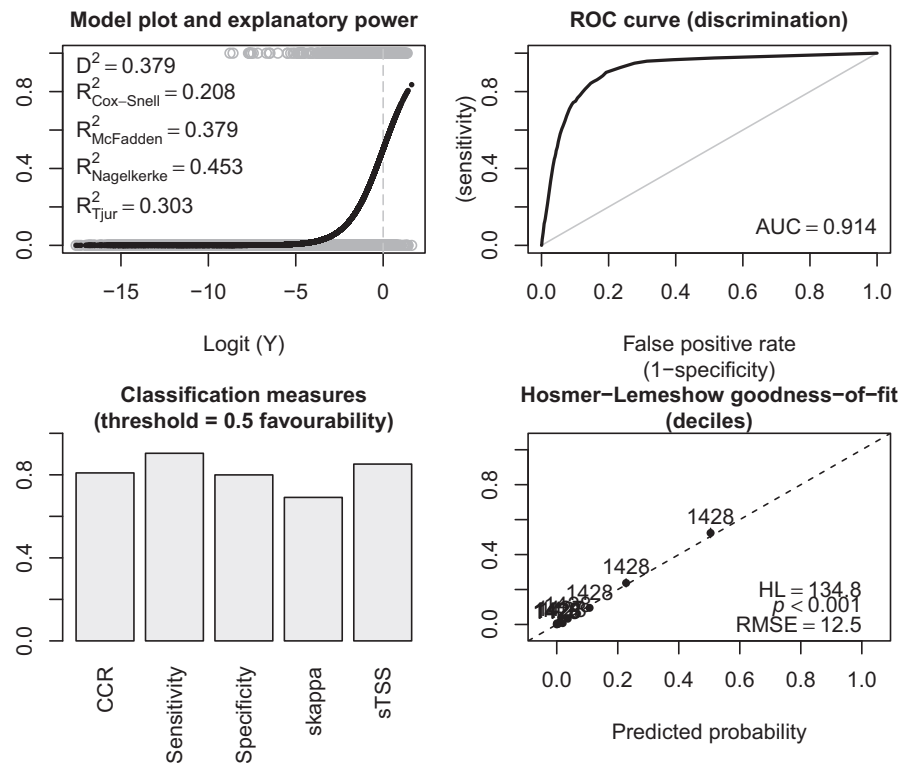 Model plot and explanatory power
D² = 0.379
R²Cox−Snell = 0.208
R²McFadden = 0.379
R²Nagelkerke = 0.453
R²Tjur = 0.303
0.0 0.4 0.8
−15 −10 −5 0
Logit (Y)
ROC curve (discrimination)
(sensitivity)
0.0 0.4 0.8
AUC = 0.914
0.0 0.2 0.4 0.6 0.8 1.0
False positive rate
(1−specificity)
Classification measures
(threshold = 0.5 favourability)
0.0 0.4 0.8
CCR
Sensitivity
Specificity
skappa
sTSS
Hosmer−Lemeshow goodness−of−fit
(deciles)
0.0 0.4 0.8
1428
1428
1428
HL = 134.8
p < 0.001
RMSE = 12.5
0.0 0.2 0.4 0.6 0.8 1.0
Predicted probability